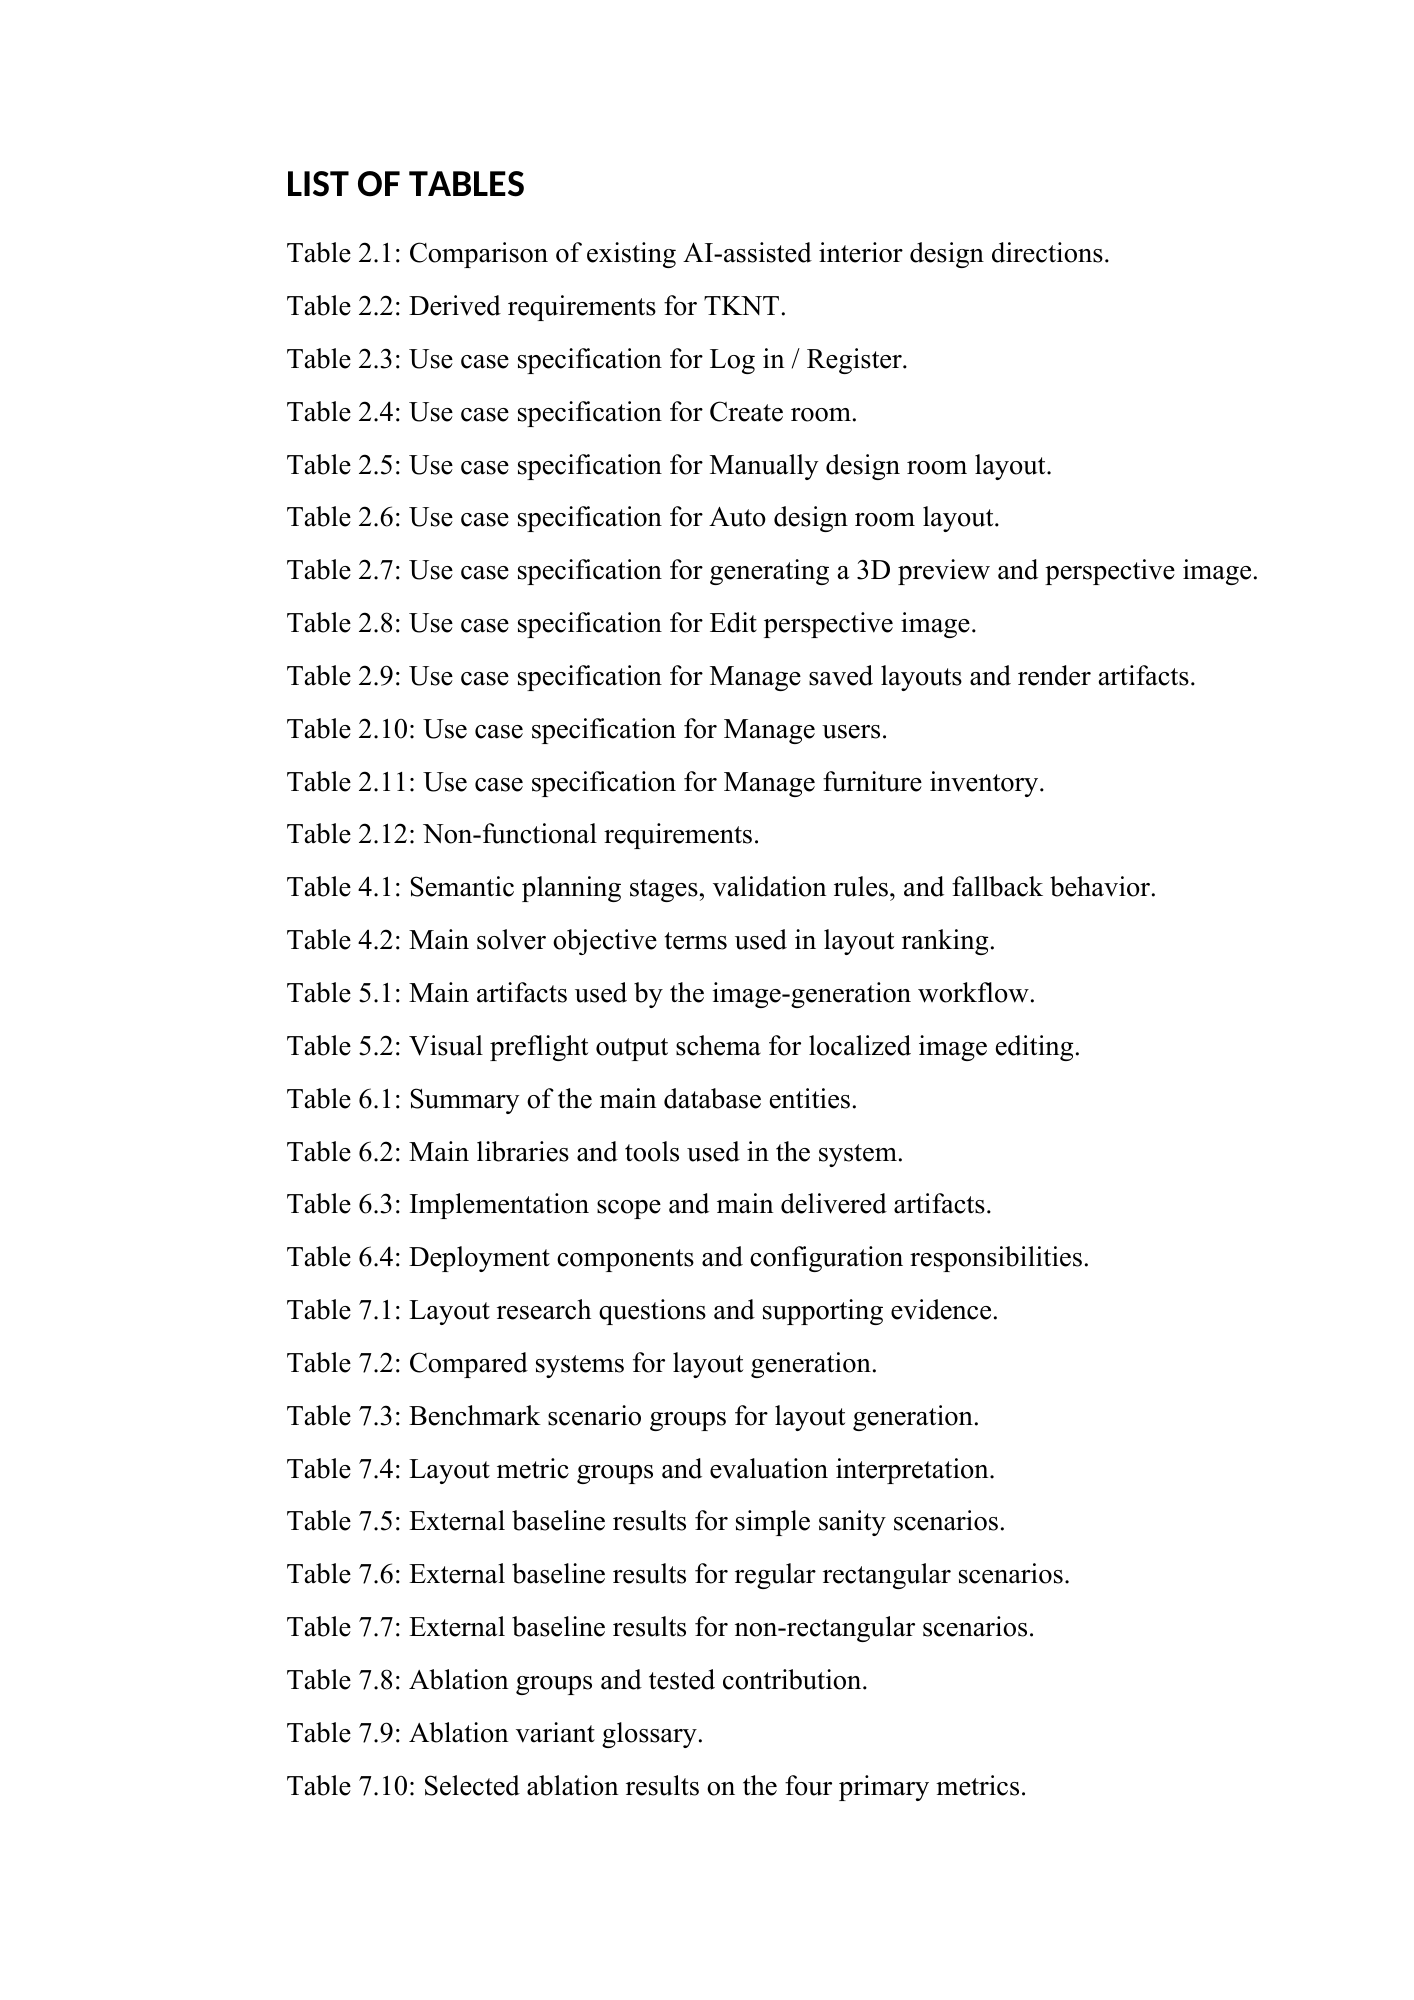 LIST OF TABLES
Table 2.1: Comparison of existing AI-assisted interior design directions.
Table 2.2: Derived requirements for TKNT.
Table 2.3: Use case specification for Log in / Register.
Table 2.4: Use case specification for Create room.
Table 2.5: Use case specification for Manually design room layout.
Table 2.6: Use case specification for Auto design room layout.
Table 2.7: Use case specification for generating a 3D preview and perspective image.
Table 2.8: Use case specification for Edit perspective image.
Table 2.9: Use case specification for Manage saved layouts and render artifacts.
Table 2.10: Use case specification for Manage users.
Table 2.11: Use case specification for Manage furniture inventory.
Table 2.12: Non-functional requirements.
Table 4.1: Semantic planning stages, validation rules, and fallback behavior.
Table 4.2: Main solver objective terms used in layout ranking.
Table 5.1: Main artifacts used by the image-generation workflow.
Table 5.2: Visual preflight output schema for localized image editing.
Table 6.1: Summary of the main database entities.
Table 6.2: Main libraries and tools used in the system.
Table 6.3: Implementation scope and main delivered artifacts.
Table 6.4: Deployment components and configuration responsibilities.
Table 7.1: Layout research questions and supporting evidence.
Table 7.2: Compared systems for layout generation.
Table 7.3: Benchmark scenario groups for layout generation.
Table 7.4: Layout metric groups and evaluation interpretation.
Table 7.5: External baseline results for simple sanity scenarios.
Table 7.6: External baseline results for regular rectangular scenarios.
Table 7.7: External baseline results for non-rectangular scenarios.
Table 7.8: Ablation groups and tested contribution.
Table 7.9: Ablation variant glossary.
Table 7.10: Selected ablation results on the four primary metrics.